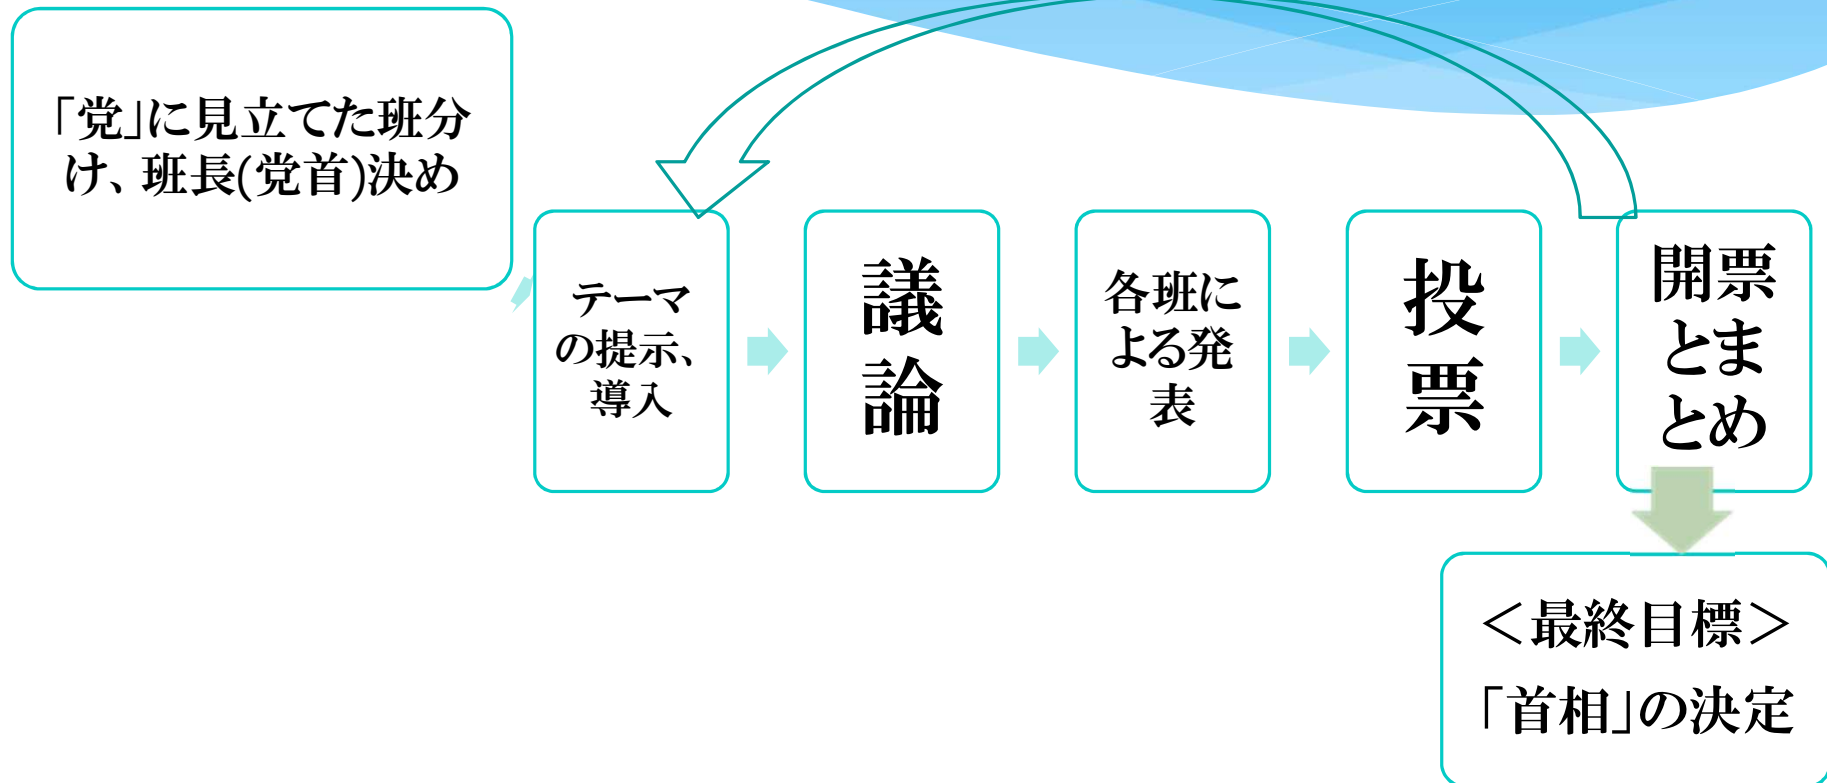 「党」に見立てた班分
け、班長(党首)決め
テーマ
の提示、
導入
議
論
各班に
よる発
表
投
票
開票
とま
とめ
＜最終目標＞
「首相」の決定